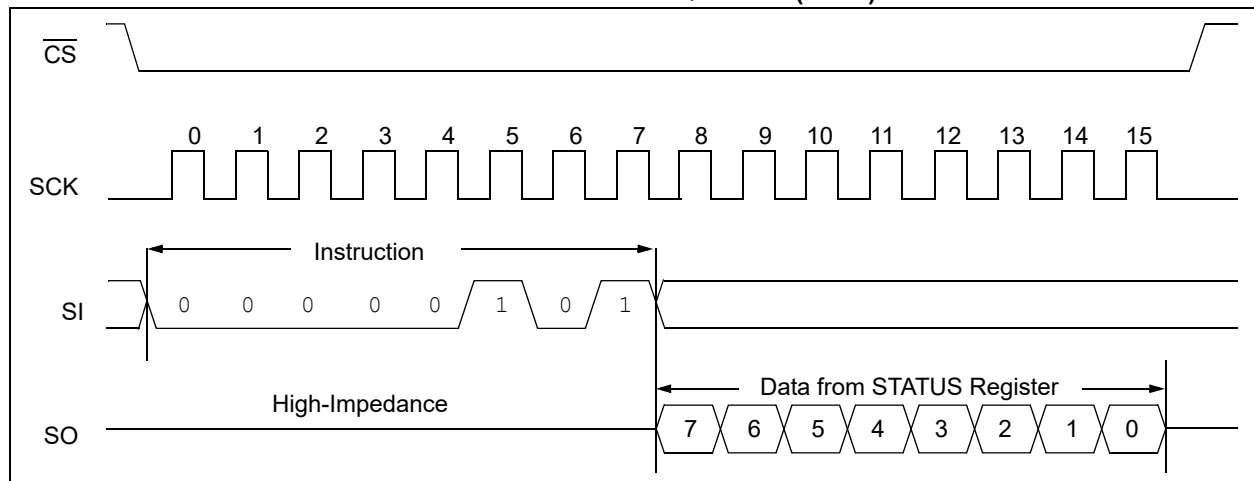 CS
0 1 2 3 4 5 6 7 8 9 10 11 12 13 14 15
SCK
Instruction
SI 0 0 0 0 0 1 0 1
Data from STATUS Register
High-Impedance
SO 7 6 5 4 3 2 1 0